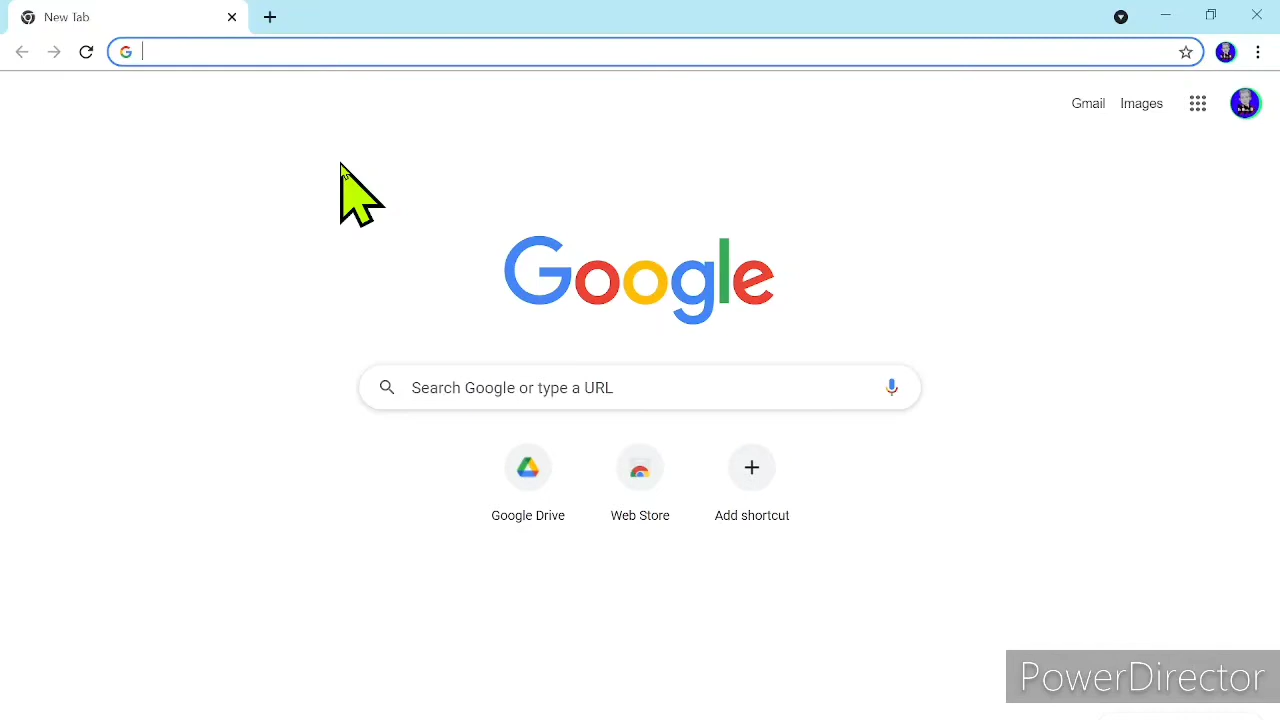 New Tab
Gmail Images
Google
Search Google or type a URL
Google Drive Web Store Add shortcut
PowerDirector